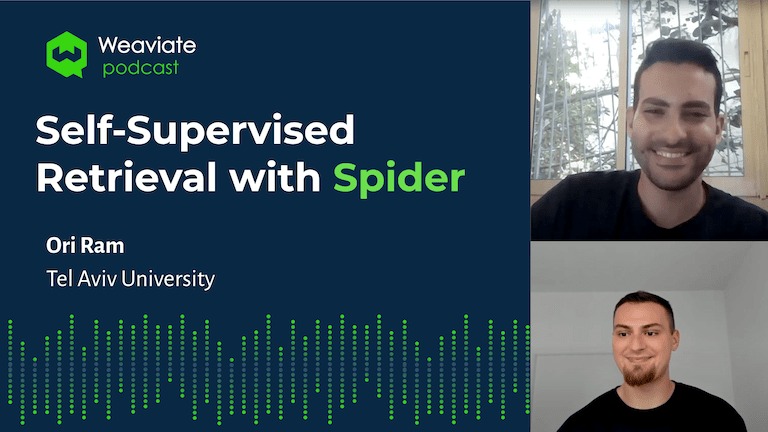 Weaviate
podcast
Self-Supervised
Retrieval with Spider
Ori Ram
Tel Aviv University